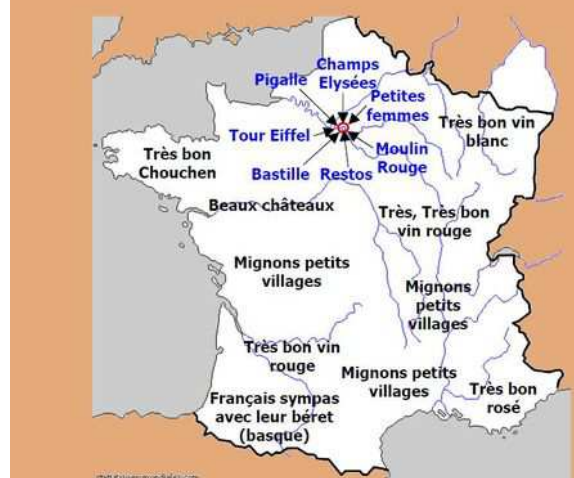 Champs
Elysées
Pigalle
Petites
femmes
Tour Eiffel
Moulin
Rouge
Bastille
Restos
Très bon vin
blanc
Très bon
Chouchen
Beaux châteaux
Très, Très bon
vin rouge
Mignons petits
villages
Mignons
petits
villages
Très bon vin
rouge
Mignons petits
villages
Très bon
rosé
Français sympas
avec leur béret
(basque)